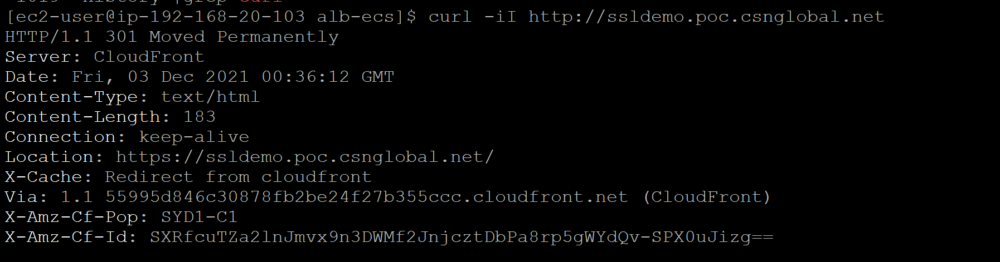 [ec2-user@ip-192-168-20-103 alb-ecs]$ curl -iI http://ssldemo.poc.csnglobal.net
HTTP/1.1 301 Moved Permanently
Server: CloudFront
Date: Fri, 03 Dec 2021 00:36:12 GMT
Content-Type: text/html
Content-Length: 183
Connection: keep-alive
Location: https://ssldemo.poc.csnglobal.net/
X-Cache: Redirect from cloudfront
Via: 1.1 55995d846c30878fb2be24f27b355ccc.cloudfront.net (CloudFront)
X-Amz-Cf-Pop: SYD1-C1
X-Amz-Cf-Id: SXRfcuTZa2lnJmvx9n3DWMf2JnjcztDbPa8rp5gWYdQv-SPX0uJizg==